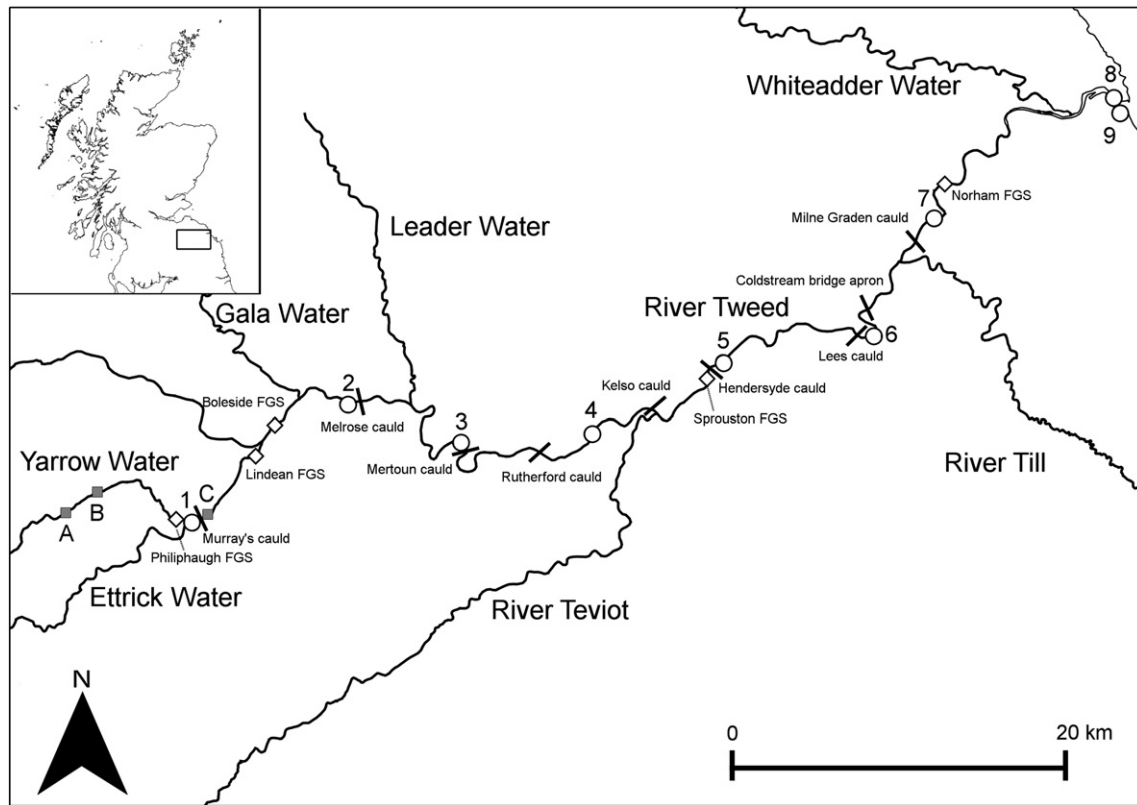 8
Whiteadder Water
9
Norham FGS
7
Milne Graden cauld
Leader Water
Coldstream bridge apron
River Tweed
Gala Water
5
6
Lees cauld
Kelso cauld
Hendersyde cauld
2
Boleside FGS
Sprouston FGS
Melrose cauld
3
4
Yarrow Water
Mertoun cauld
Rutherford cauld
River Till
Lindean FGS
B
1
C
A
Murray's cauld
Philiphaugh FGS
Ettrick Water
River Teviot
N
0
20 km